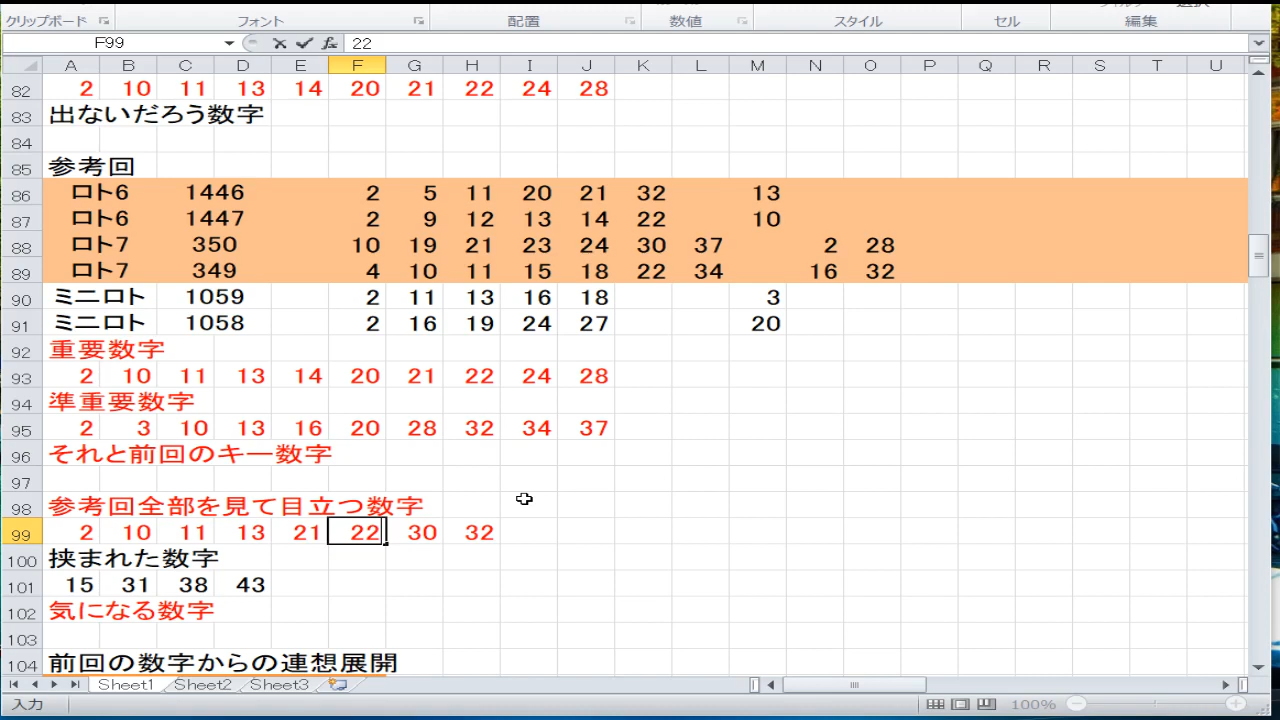 クリップボード フォント 配置 数値 スタイル セル 編集
F99 fx 22
A B C D E F G H I J K L M N O P Q R S T U
82 2 10 11 13 14 20 21 22 24 28
83 出ないだろう数字
84
85 参考回
86 ロト6 1446 2 5 11 20 21 32 13
87 ロト6 1447 2 9 12 13 14 22 10
88 ロト7 350 10 19 21 23 24 30 37 2 28
89 ロト7 349 4 10 11 15 18 22 34 16 32
90 ミニロト 1059 2 11 13 16 18 3
91 ミニロト 1058 2 16 19 24 27 20
92 重要数字
93 2 10 11 13 14 20 21 22 24 28
94 準重要数字
95 2 3 10 13 16 20 28 32 34 37
96 それと前回のキー数字
97
98 参考回全部を見て目立つ数字
99 2 10 11 13 21 22 30 32
100 挟まれた数字
101 15 31 38 43
102 気になる数字
103
104 前回の数字からの連想展開
Sheet1 Sheet2 Sheet3
入力 100%